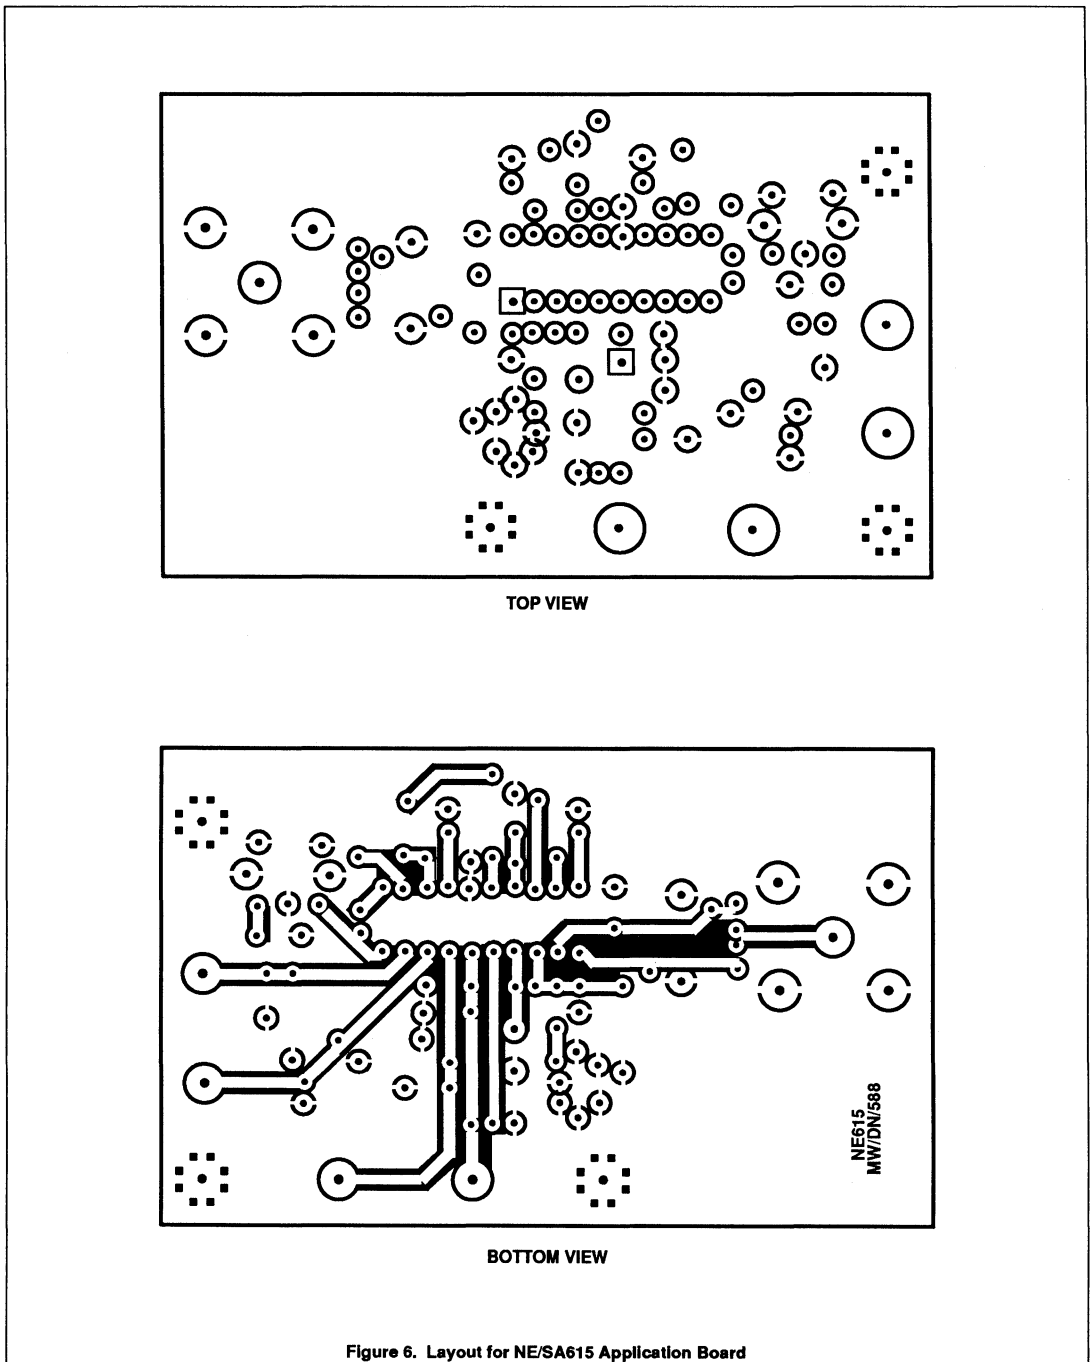 TOP VIEW
NE615
MW/DN/588
BOTTOM VIEW
Figure 6. Layout for NE/SA615 Application Board